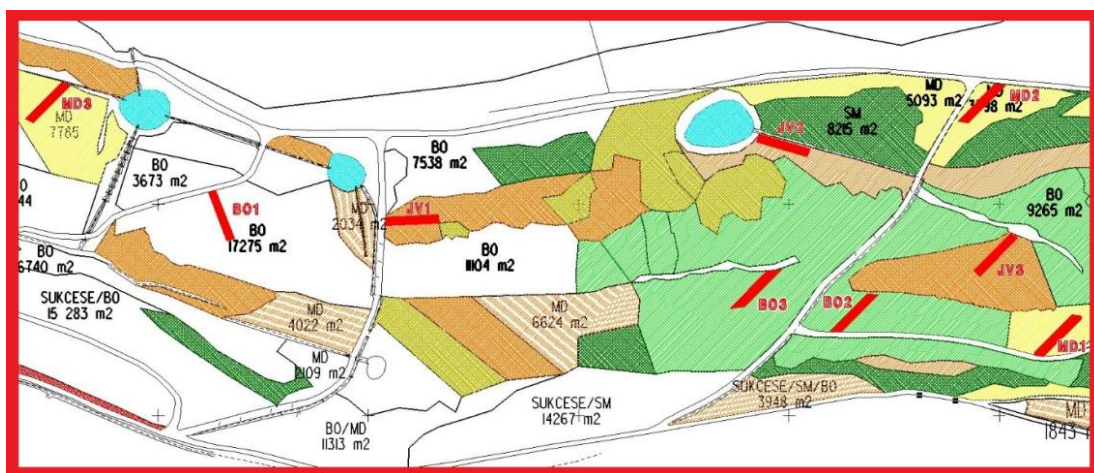 MD3
MD
7765
BO
3673 m2
BO
7538 m2
MD
5093 m2
MD2
SM
8215 m2
JV2
BO1
BO
17275 m2
MD
2034 m2
JV1
BO
11104 m2
BO
9265 m2
JV3
BO
6740 m2
SUKCESE/BO
15 283 m2
MD
4022 m2
MD
6624 m2
BO3
BO2
MD
2109 m2
SUKCESE/SM/BO
3948 m2
SUKCESE/SM
14267 m2
BO/MD
11313 m2
MD
1843